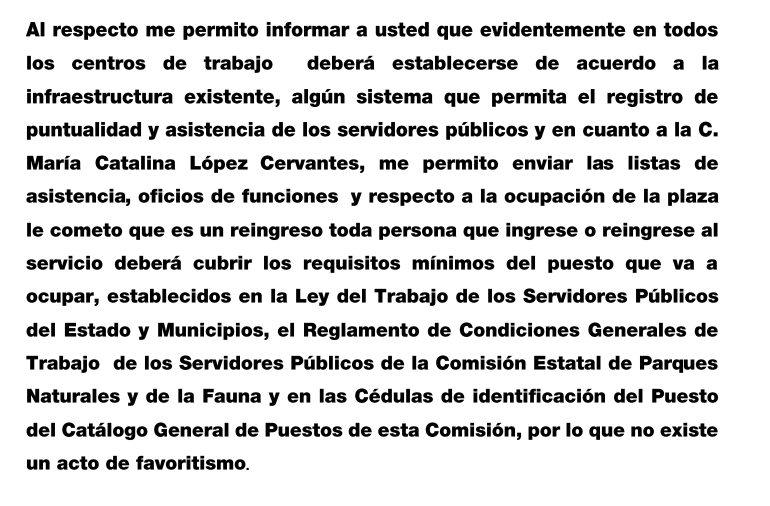 Al respecto me permito informar a usted que evidentemente en todos
los centros de trabajo deberá establecerse de acuerdo a la
infraestructura existente, algún sistema que permita el registro de
puntualidad y asistencia de los servidores públicos y en cuanto a la C.
María Catalina López Cervantes, me permito enviar las listas de
asistencia, oficios de funciones y respecto a la ocupación de la plaza
le cometo que es un reingreso toda persona que ingrese o reingrese al
servicio deberá cubrir los requisitos mínimos del puesto que va a
ocupar, establecidos en la Ley del Trabajo de los Servidores Públicos
del Estado y Municipios, el Reglamento de Condiciones Generales de
Trabajo de los Servidores Públicos de la Comisión Estatal de Parques
Naturales y de la Fauna y en las Cédulas de identificación del Puesto
del Catálogo General de Puestos de esta Comisión, por lo que no existe
un acto de favoritismo.